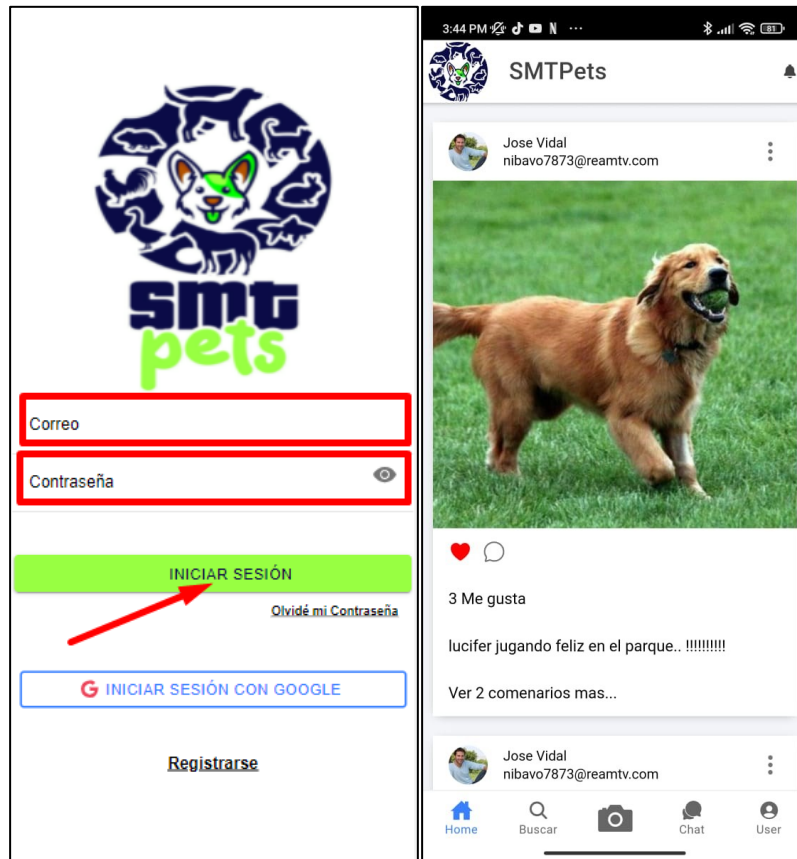 smt
pets
Correo
Contraseña
INICIAR SESIÓN
Olvidé mi Contraseña
G INICIAR SESIÓN CON GOOGLE
Registrarse
3:44 PM N ... 81
SMTPets
Jose Vidal
nibavo7873@reamtv.com
3 Me gusta
lucifer jugando feliz en el parque.. !!!!!!!!!!
Ver 2 comenarios mas...
Jose Vidal
nibavo7873@reamtv.com
Home Buscar Chat User